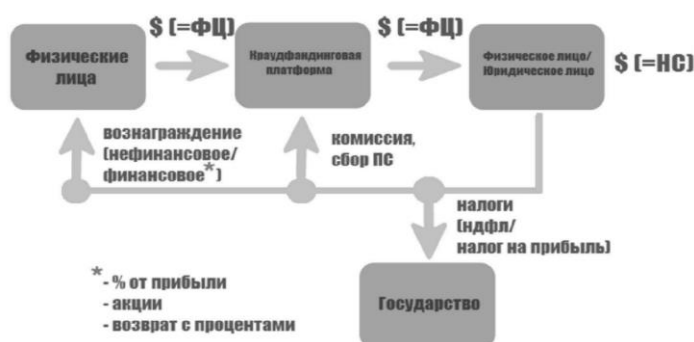 $ (=ФЦ)
$ (=ФЦ)
Физические
лица
Краудфандинговая
платформа
Физическое лицо/
Юридическое лицо
$ (=НС)
вознаграждение
(нефинансовое/
финансовое*)
комиссия,
сбор ПС
налоги
(ндфл/
налог на прибыль)
Государство
*- % от прибыли
- акции
- возврат с процентами